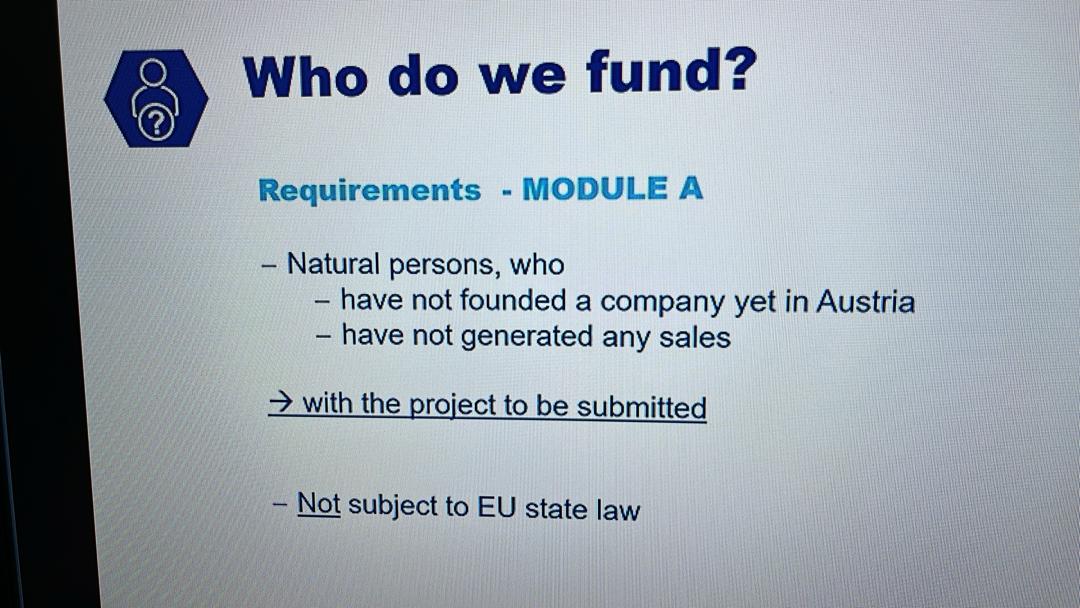 ?
Who do we fund?
Requirements - MODULE A
– Natural persons, who
– have not founded a company yet in Austria
– have not generated any sales
→ with the project to be submitted
– Not subject to EU state law